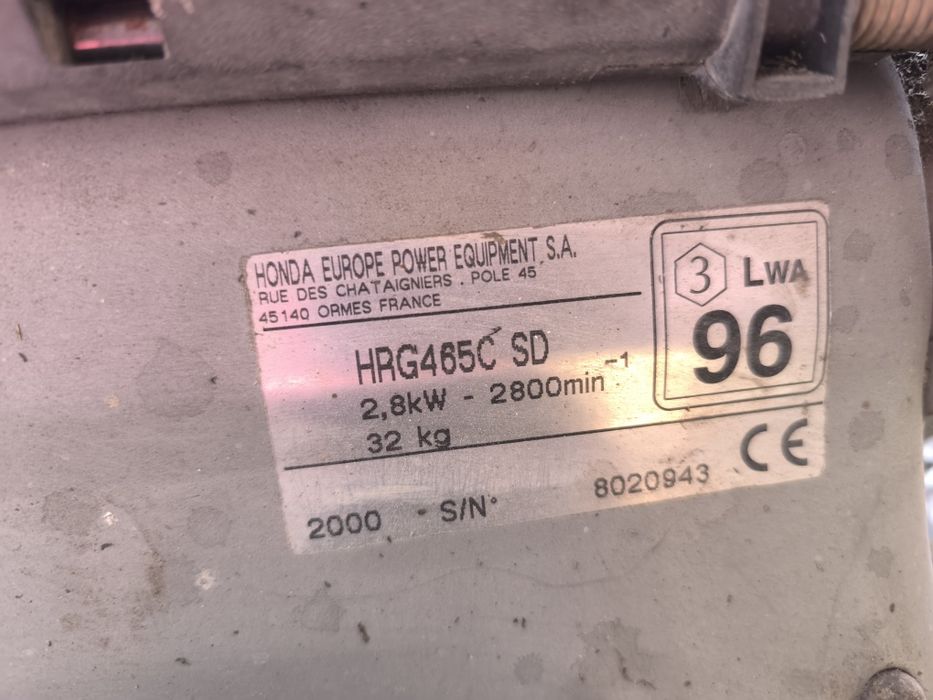 HONDA EUROPE POWER EQUIPMENT S.A.
RUE DES CHATAIGNIERS . POLE 45
45140 ORMES FRANCE
3 LWA
96
HRG465C SD
2,8kW - 2800min-1
32 kg
CE
2000 S/N° 8020943